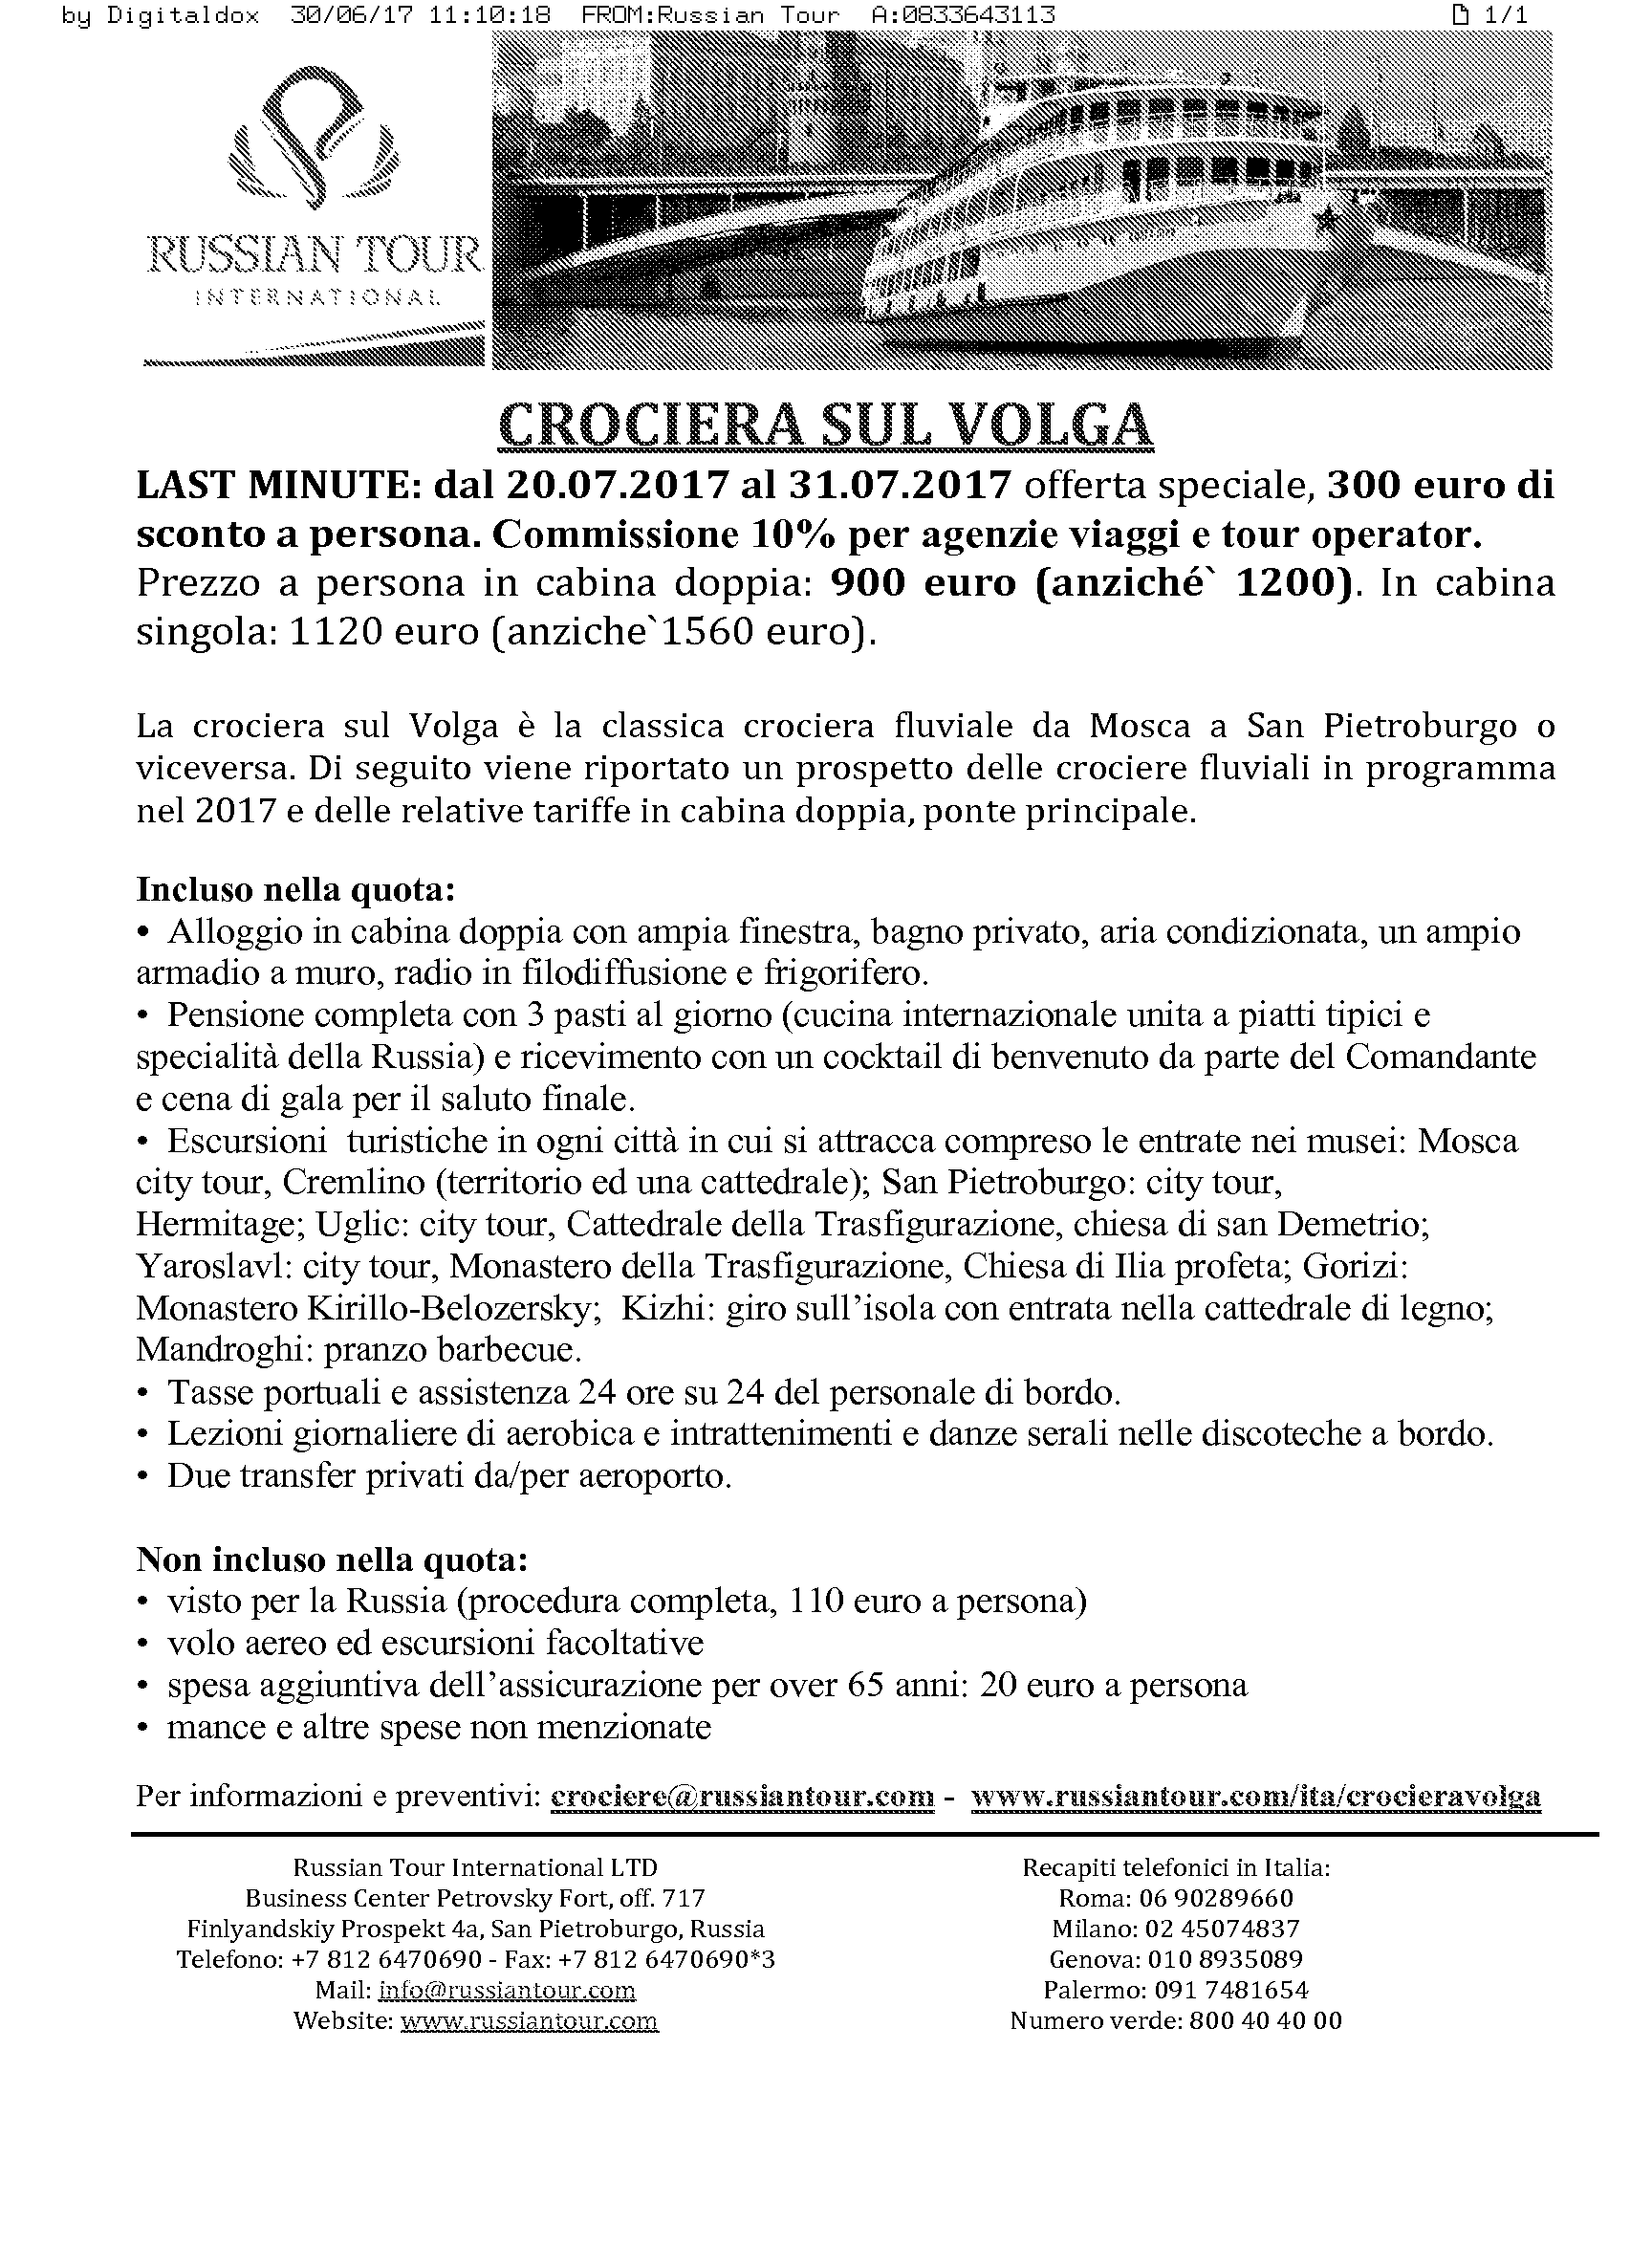 by Digitaldox 30/06/17 11:10:18 FROM:Russian Tour A:0833643113 1/1
RUSSIAN TOUR
INTERNATIONAL
CROCIERA SUL VOLGA
LAST MINUTE: dal 20.07.2017 al 31.07.2017 offerta speciale, 300 euro di
sconto a persona. Commissione 10% per agenzie viaggi e tour operator.
Prezzo a persona in cabina doppia: 900 euro (anziché` 1200). In cabina
singola: 1120 euro (anziche`1560 euro).
La crociera sul Volga è la classica crociera fluviale da Mosca a San Pietroburgo o
viceversa. Di seguito viene riportato un prospetto delle crociere fluviali in programma
nel 2017 e delle relative tariffe in cabina doppia, ponte principale.
Incluso nella quota:
• Alloggio in cabina doppia con ampia finestra, bagno privato, aria condizionata, un ampio
armadio a muro, radio in filodiffusione e frigorifero.
• Pensione completa con 3 pasti al giorno (cucina internazionale unita a piatti tipici e
specialità della Russia) e ricevimento con un cocktail di benvenuto da parte del Comandante
e cena di gala per il saluto finale.
• Escursioni turistiche in ogni città in cui si attracca compreso le entrate nei musei: Mosca
city tour, Cremlino (territorio ed una cattedrale); San Pietroburgo: city tour,
Hermitage; Uglic: city tour, Cattedrale della Trasfigurazione, chiesa di san Demetrio;
Yaroslavl: city tour, Monastero della Trasfigurazione, Chiesa di Ilia profeta; Gorizi:
Monastero Kirillo-Belozersky; Kizhi: giro sull’isola con entrata nella cattedrale di legno;
Mandroghi: pranzo barbecue.
• Tasse portuali e assistenza 24 ore su 24 del personale di bordo.
• Lezioni giornaliere di aerobica e intrattenimenti e danze serali nelle discoteche a bordo.
• Due transfer privati da/per aeroporto.
Non incluso nella quota:
• visto per la Russia (procedura completa, 110 euro a persona)
• volo aereo ed escursioni facoltative
• spesa aggiuntiva dell’assicurazione per over 65 anni: 20 euro a persona
• mance e altre spese non menzionate
Per informazioni e preventivi: crociere@russiantour.com - www.russiantour.com/ita/crocieravolga
Russian Tour International LTD
Business Center Petrovsky Fort, off. 717
Finlyandskiy Prospekt 4a, San Pietroburgo, Russia
Telefono: +7 812 6470690 - Fax: +7 812 6470690*3
Mail: info@russiantour.com
Website: www.russiantour.com
Recapiti telefonici in Italia:
Roma: 06 90289660
Milano: 02 45074837
Genova: 010 8935089
Palermo: 091 7481654
Numero verde: 800 40 40 00